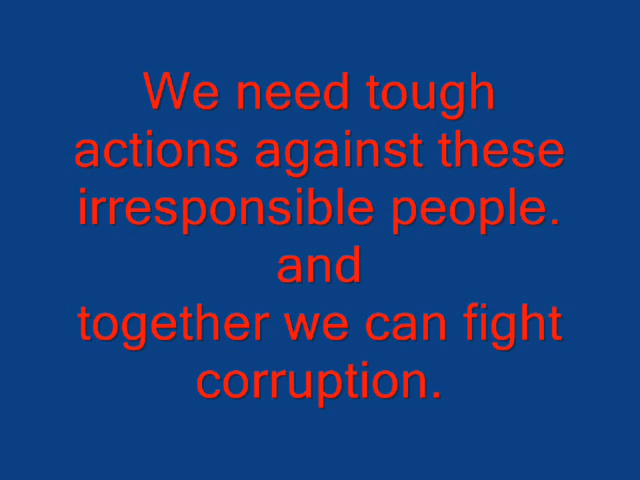 We need tough
actions against these
irresponsible people.
and
together we can fight
corruption.